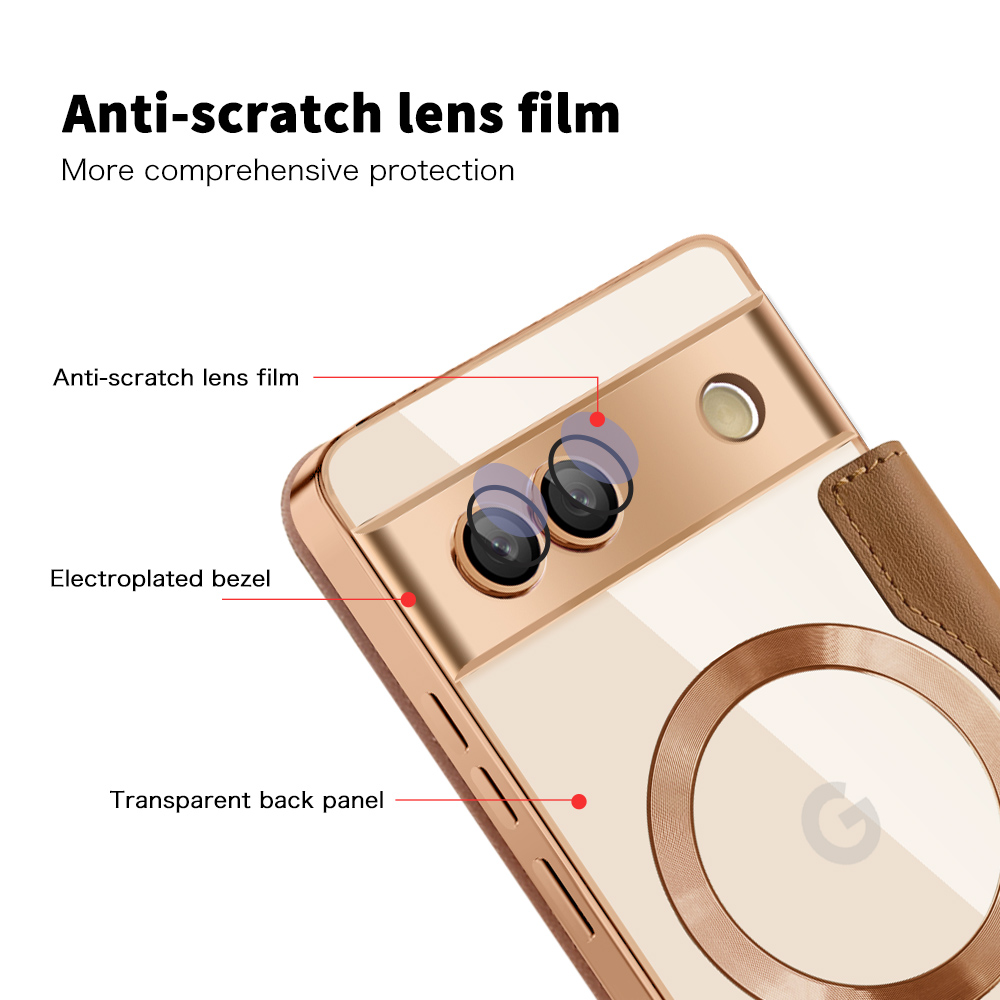 Anti-scratch lens film
More comprehensive protection
Anti-scratch lens film
Electroplated bezel
Transparent back panel
G